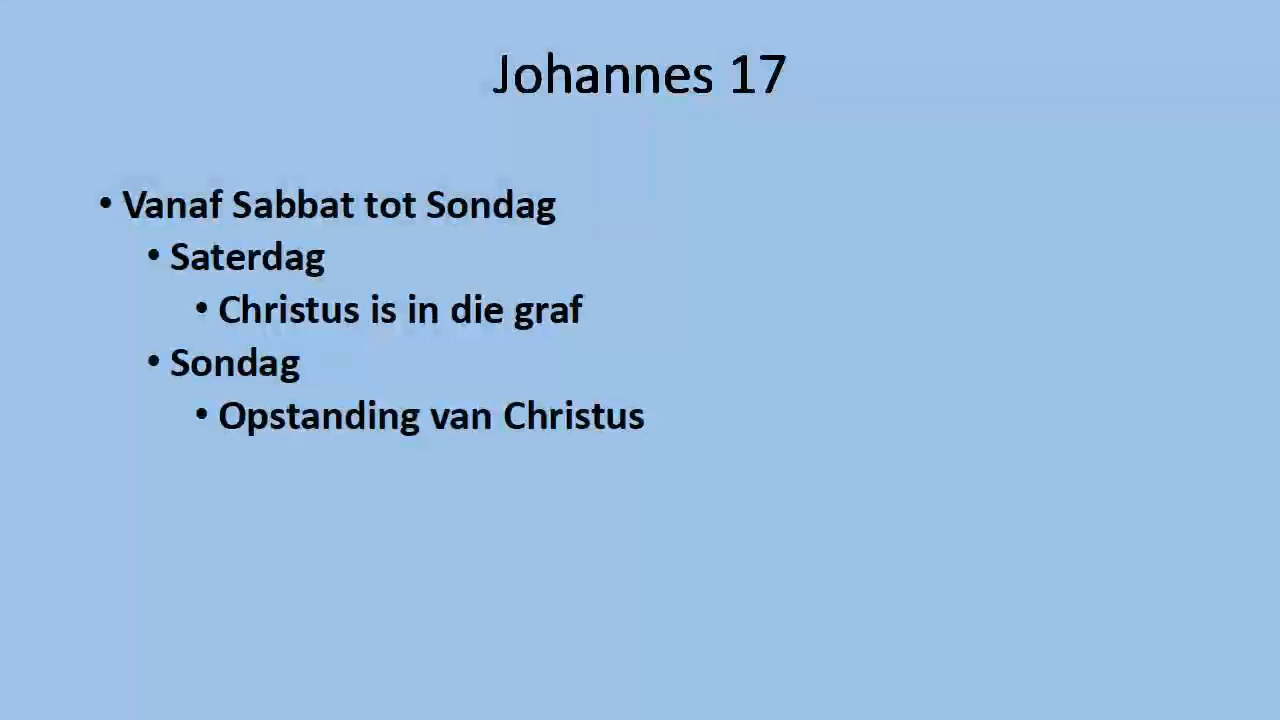 Johannes 17
• Vanaf Sabbat tot Sondag
• Saterdag
• Christus is in die graf
• Sondag
• Opstanding van Christus